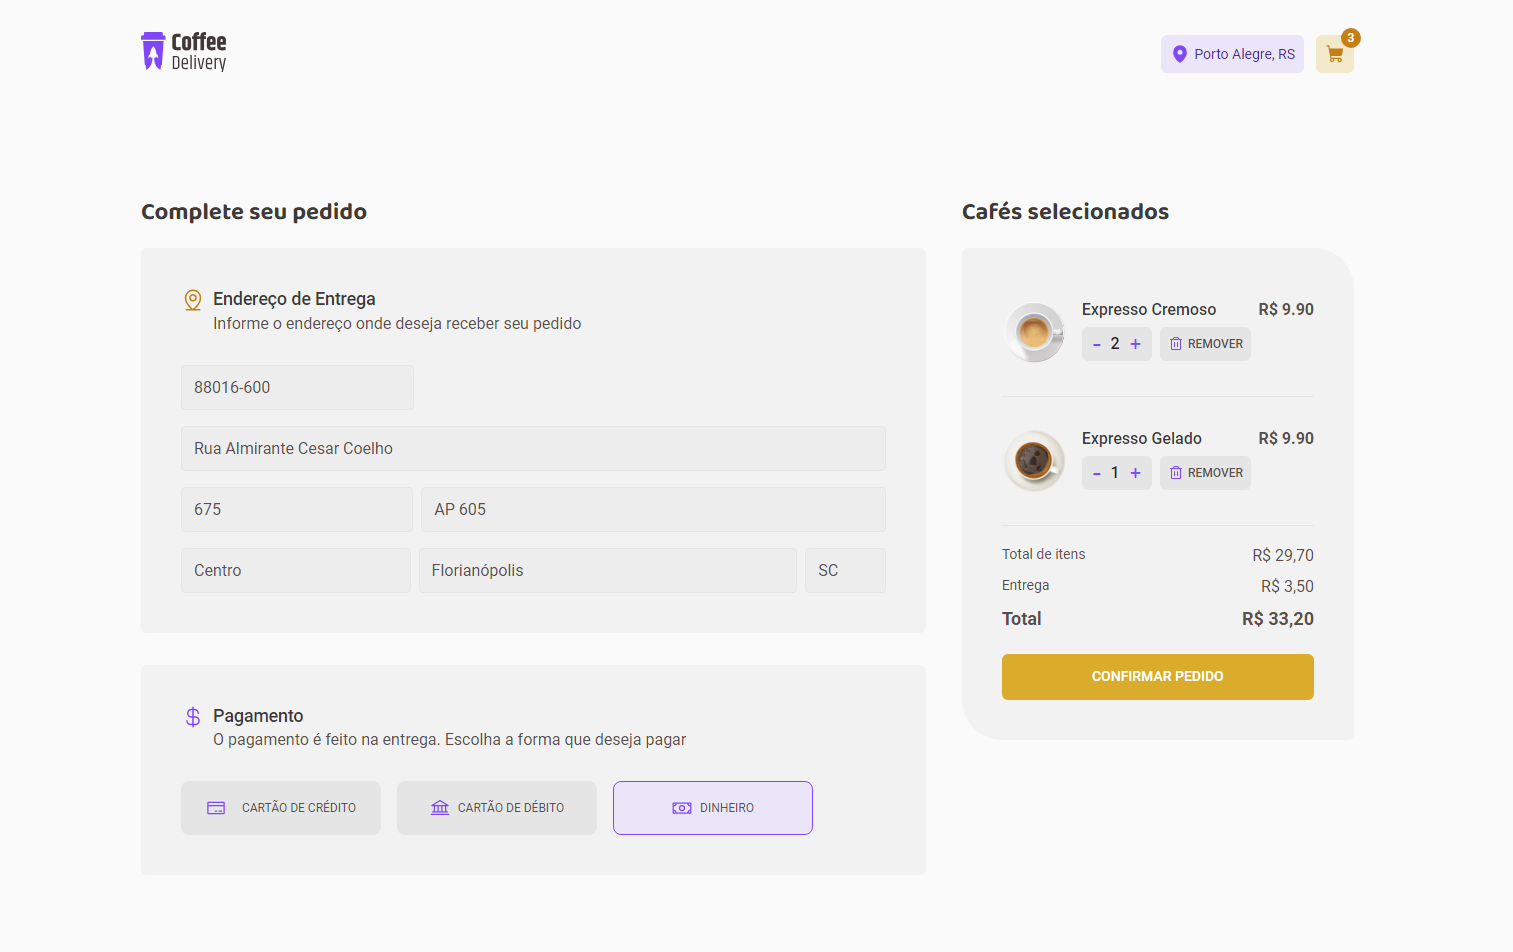 Coffee
Delivery
Porto Alegre, RS
3
Complete seu pedido
Endereço de Entrega
Informe o endereço onde deseja receber seu pedido
88016-600
Rua Almirante Cesar Coelho
675
AP 605
Centro
Florianópolis
SC
Pagamento
O pagamento é feito na entrega. Escolha a forma que deseja pagar
CARTÃO DE CRÉDITO
CARTÃO DE DÉBITO
DINHEIRO
Cafés selecionados
Expresso Cremoso R$ 9.90
- 2 + REMOVER
Expresso Gelado R$ 9.90
- 1 + REMOVER
Total de itens R$ 29,70
Entrega R$ 3,50
Total R$ 33,20
CONFIRMAR PEDIDO